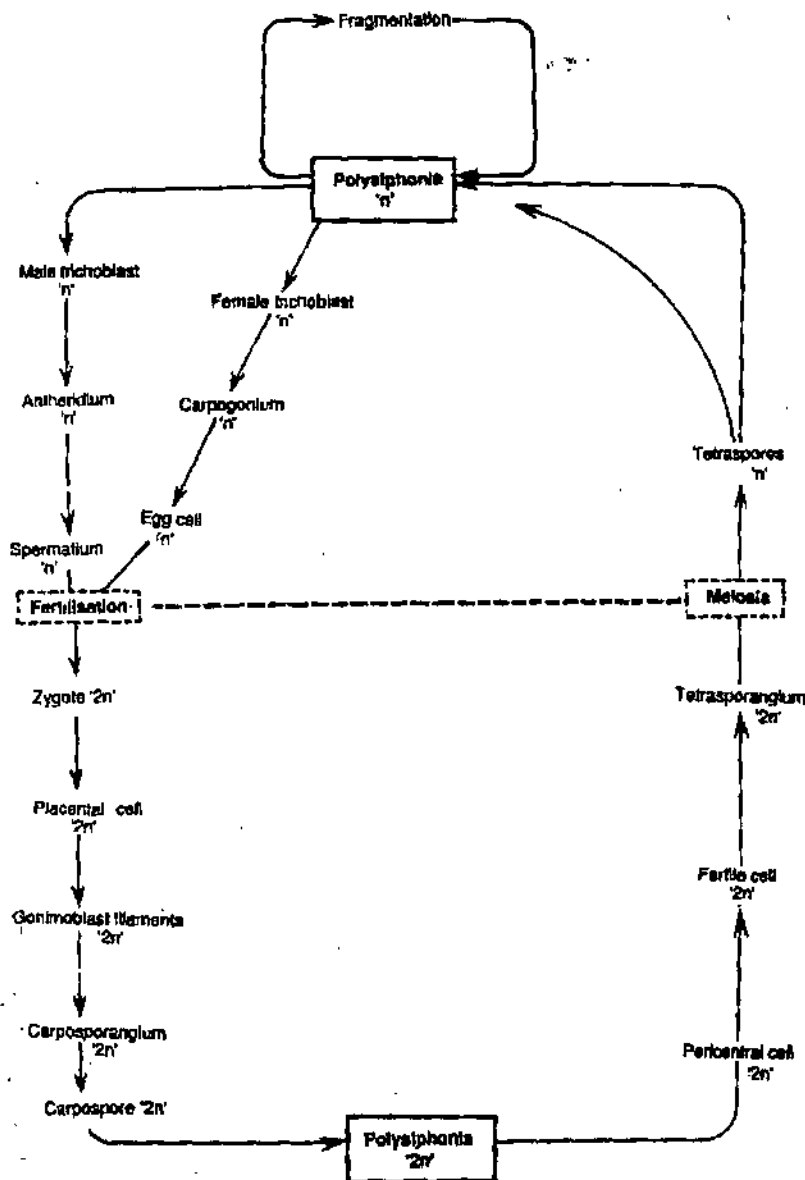 Fragmentation
Polysiphonia
'n'
Male trichoblast
'n'
Female trichoblast
'n'
Antheridium
'n'
Carpogonium
'n'
Egg cell
'n'
Spermatium
'n'
Tetraspores
'n'
Fertilisation
Meiosis
Zygote '2n'
Tetrasporangium
'2n'
Placental cell
'2n'
Fertile cell
'2n'
Gonimoblast filaments
'2n'
Carposporangium
'2n'
Pericentral cell
'2n'
Carpospore '2n'
Polysiphonia
'2n'